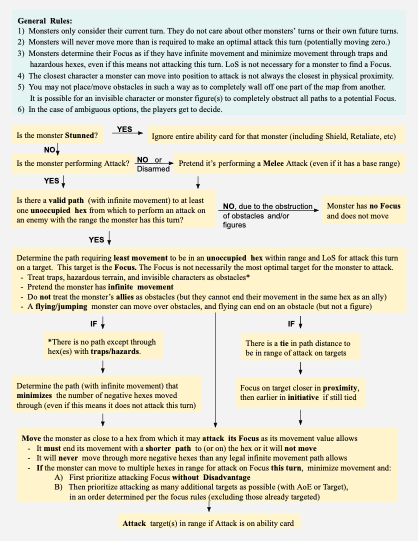 General Rules:
1) Monsters only consider their current turn. They do not care about other monsters' turns or their own future turns.
2) Monsters will never move more than is required to make an optimal attack this turn (potentially moving zero.)
3) Monsters determine their Focus as if they have infinite movement and minimize movement through traps and
hazardous hexes, even if this means not attacking this turn. LoS is not necessary for a monster to find a Focus.
4) The closest character a monster can move into position to attack is not always the closest in physical proximity.
5) You may not place/move obstacles in such a way as to completely wall off one part of the map from another.
It is possible for an invisible character or monster figure(s) to completely obstruct all paths to a potential Focus.
6) In the case of ambiguous options, the players get to decide.
Is the monster Stunned?
YES
Ignore entire ability card for that monster (including Shield, Retaliate, etc)
NO
Is the monster performing Attack?
NO or
Disarmed
Pretend it's performing a Melee Attack (even if it has a base range)
YES
Is there a valid path (with infinite movement) to at least
one unoccupied hex from which to perform an attack on
an enemy with the range the monster has this turn?
NO, due to the obstruction
of obstacles and/or
figures
Monster has no Focus
and does not move
YES
Determine the path requiring least movement to be in an unoccupied hex within range and LoS for attack this turn
on a target. This target is the Focus. The Focus is not necessarily the most optimal target for the monster to attack.
- Treat traps, hazardous terrain, and invisible characters as obstacles*
- Pretend the monster has infinite movement
- Do not treat the monster's allies as obstacles (but they cannot end their movement in the same hex as an ally)
- A flying/jumping monster can move over obstacles, and flying can end on an obstacle (but not a figure)
IF
IF
*There is no path except through
hex(es) with traps/hazards.
There is a tie in path distance
to be in range of attack on targets
Determine the path (with infinite movement) that
minimizes the number of negative hexes moved
through (even if this means it does not attack this turn)
Focus on target closer in proximity,
then earlier in initiative if still tied
Move the monster as close to a hex from which it may attack its Focus as its movement value allows
- It must end its movement with a shorter path to (or on) the hex or it will not move
- It will never move through more negative hexes than any legal infinite movement path allows
- If the monster can move to multiple hexes in range for attack on Focus this turn, minimize movement and:
A) First prioritize attacking Focus without Disadvantage
B) Then prioritize attacking as many additional targets as possible (with AoE or Target),
in an order determined per the focus rules (excluding those already targeted)
Attack target(s) in range if Attack is on ability card